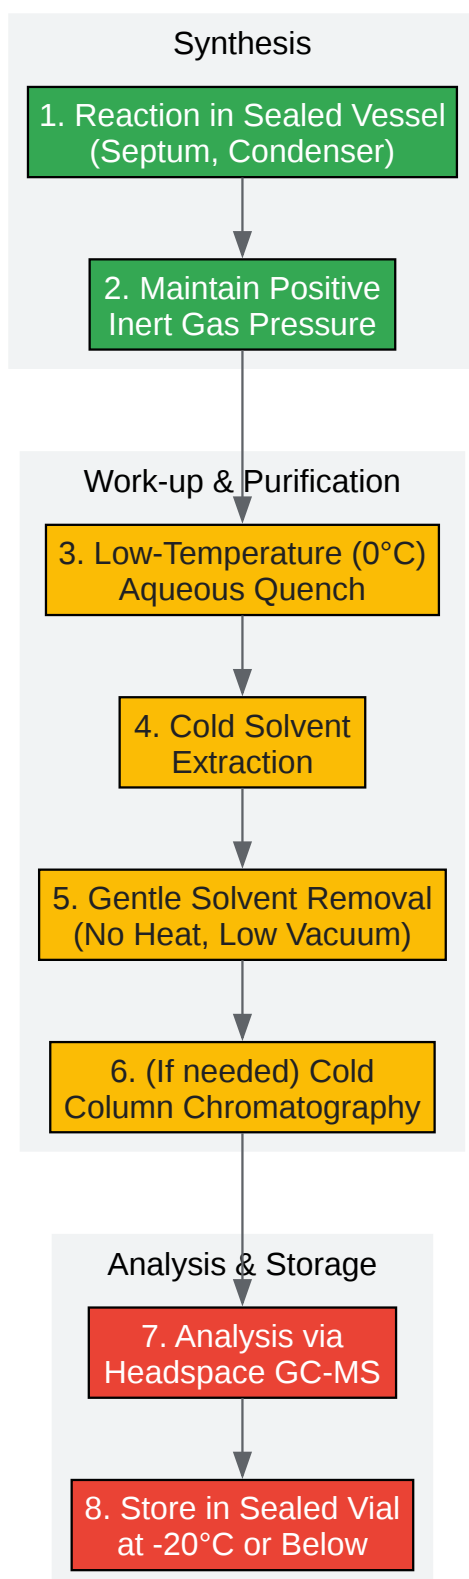 Synthesis
1. Reaction in Sealed Vessel
(Septum, Condenser)
2. Maintain Positive
Inert Gas Pressure
Work-up & Purification
3. Low-Temperature (0°C)
Aqueous Quench
4. Cold Solvent
Extraction
5. Gentle Solvent Removal
(No Heat, Low Vacuum)
6. (If needed) Cold
Column Chromatography
Analysis & Storage
7. Analysis via
Headspace GC-MS
8. Store in Sealed Vial
at -20°C or Below